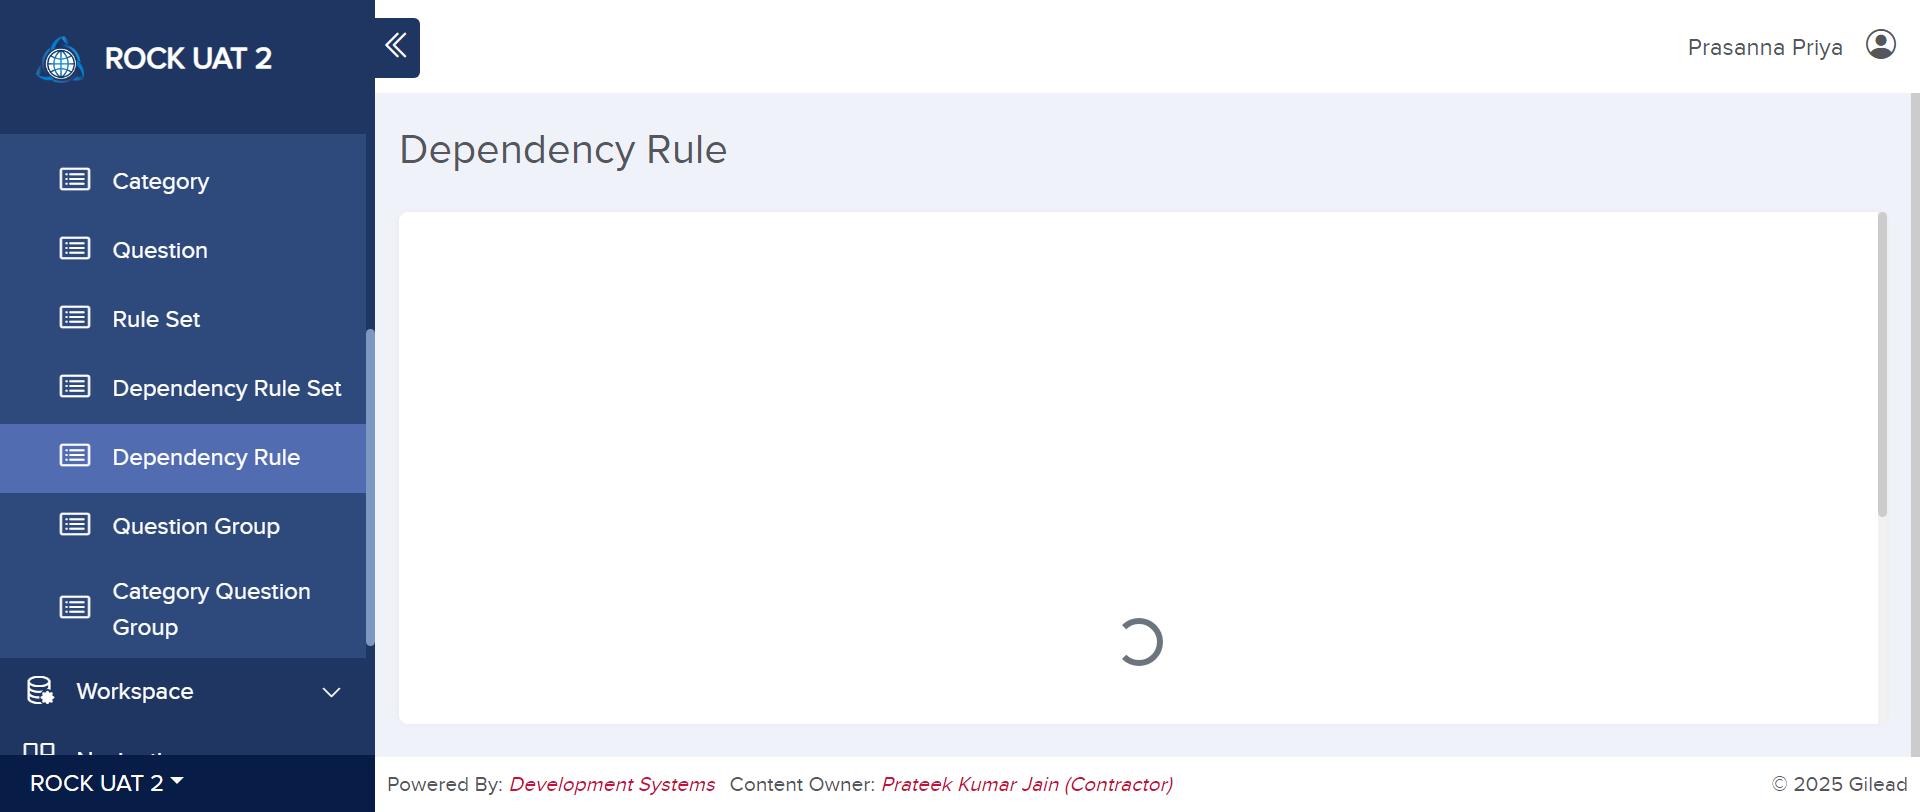 ROCK UAT 2
Prasanna Priya
Dependency Rule
Category
Question
Rule Set
Dependency Rule Set
Dependency Rule
Question Group
Category Question
Group
Workspace
ROCK UAT 2
Powered By: Development Systems Content Owner: Prateek Kumar Jain (Contractor)
© 2025 Gilead